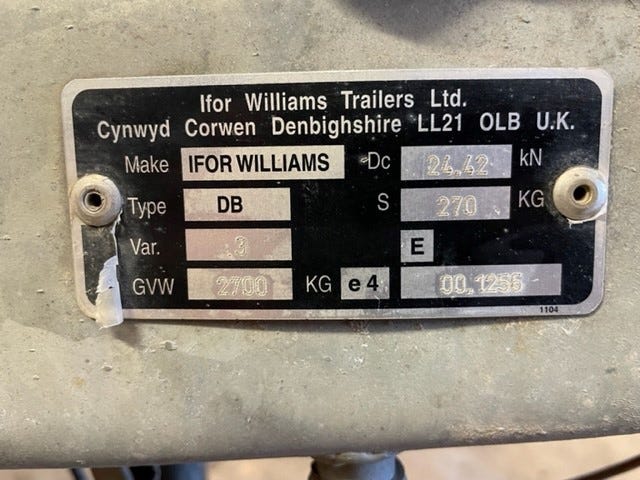 Ifor Williams Trailers Ltd.
Cynwyd Corwen Denbighshire LL21 OLB U.K.
Make IFOR WILLIAMS Dc 24.42 kN
Type DB S 270 KG
Var. 3 E
GVW 2700 KG e4 00.1256
1104